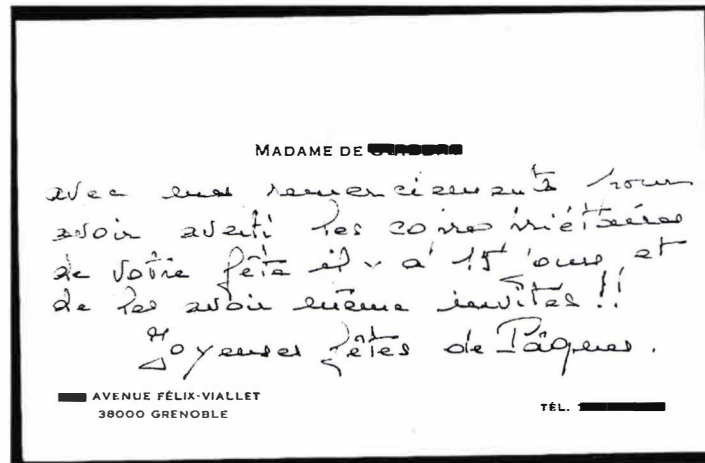 MADAME DE
avec mes remerciements pour
avoir averti les copropriétaires
de votre fête il y a 15 jours et
de les avoir même invités !!
Joyeuses fêtes de Pâques.
AVENUE FÉLIX-VIALLET
38000 GRENOBLE
TÉL.